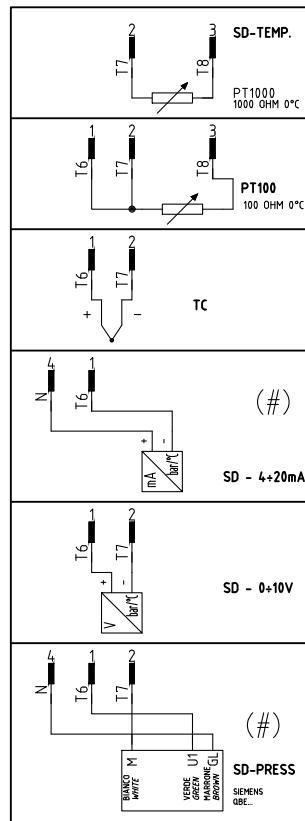 2 3 SD-TEMP.
T7 T8
PT1000
1000 OHM 0°C
1 2 3
T6 T7 T8
PT100
100 OHM 0°C
1 2
T6 T7
+ - TC
4 1
N T6
(#)
+ -
mA bar/°C
SD - 4÷20mA
1 2
T6 T7
+ -
V bar/°C
SD - 0÷10V
4 1 2
N T6 T7
(#)
M U1 GL
BIANCO
WHITE
VERDE
GREEN
MARRONE
BROWN
SD-PRESS
SIEMENS
QBE...